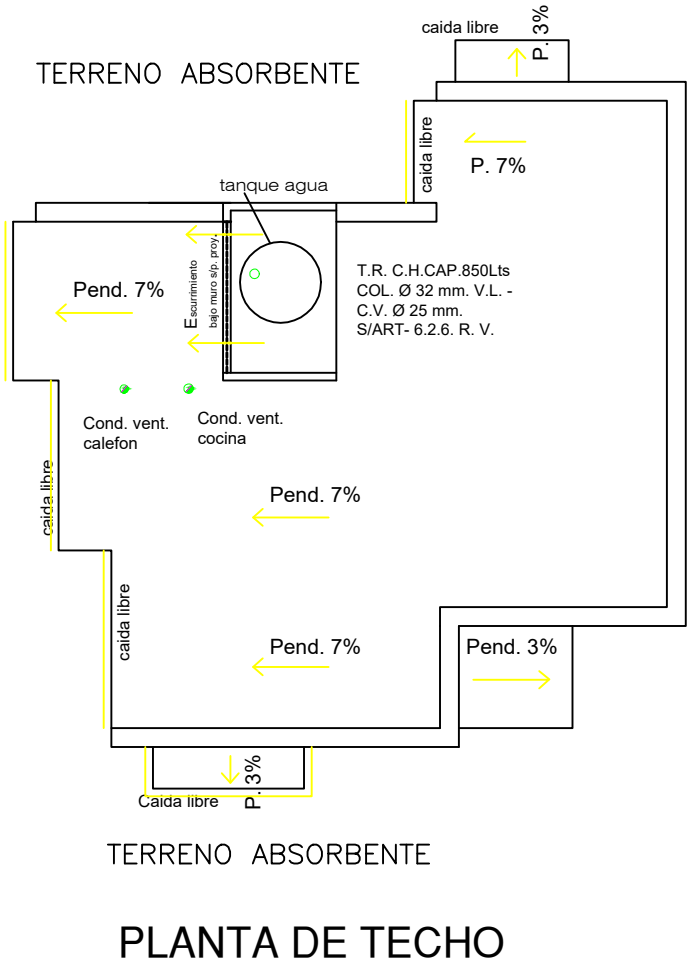 caida libre
P. 3%
TERRENO ABSORBENTE
caida libre
P. 7%
tanque agua
T.R. C.H.CAP.850Lts
COL. Ø 32 mm. V.L. -
C.V. Ø 25 mm.
S/ART- 6.2.6. R. V.
Pend. 7%
Escurrimiento
bajo muro s/p. proy.
Cond. vent.
calefon
Cond. vent.
cocina
caida libre
Pend. 7%
caida libre
Pend. 7%
Pend. 3%
P. 3%
Caida libre
TERRENO ABSORBENTE
PLANTA DE TECHO